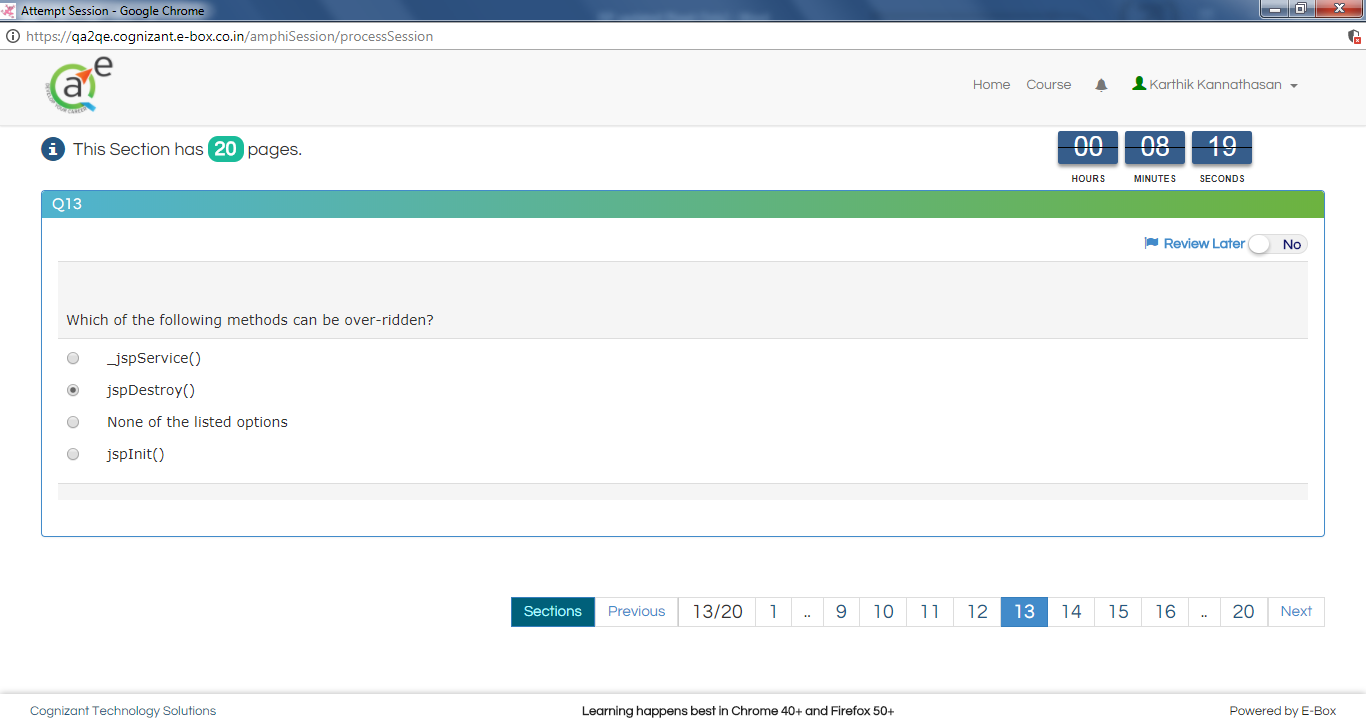 Attempt Session - Google Chrome
https://qa2qe.cognizant.e-box.co.in/amphiSession/processSession
a e
Home Course Karthik Kannathasan
This Section has 20 pages.
00 08 19
HOURS MINUTES SECONDS
Q13
Review Later No
Which of the following methods can be over-ridden?
_jspService()
jspDestroy()
None of the listed options
jspInit()
Sections Previous 13/20 1 .. 9 10 11 12 13 14 15 16 .. 20 Next
Cognizant Technology Solutions Learning happens best in Chrome 40+ and Firefox 50+ Powered by E-Box